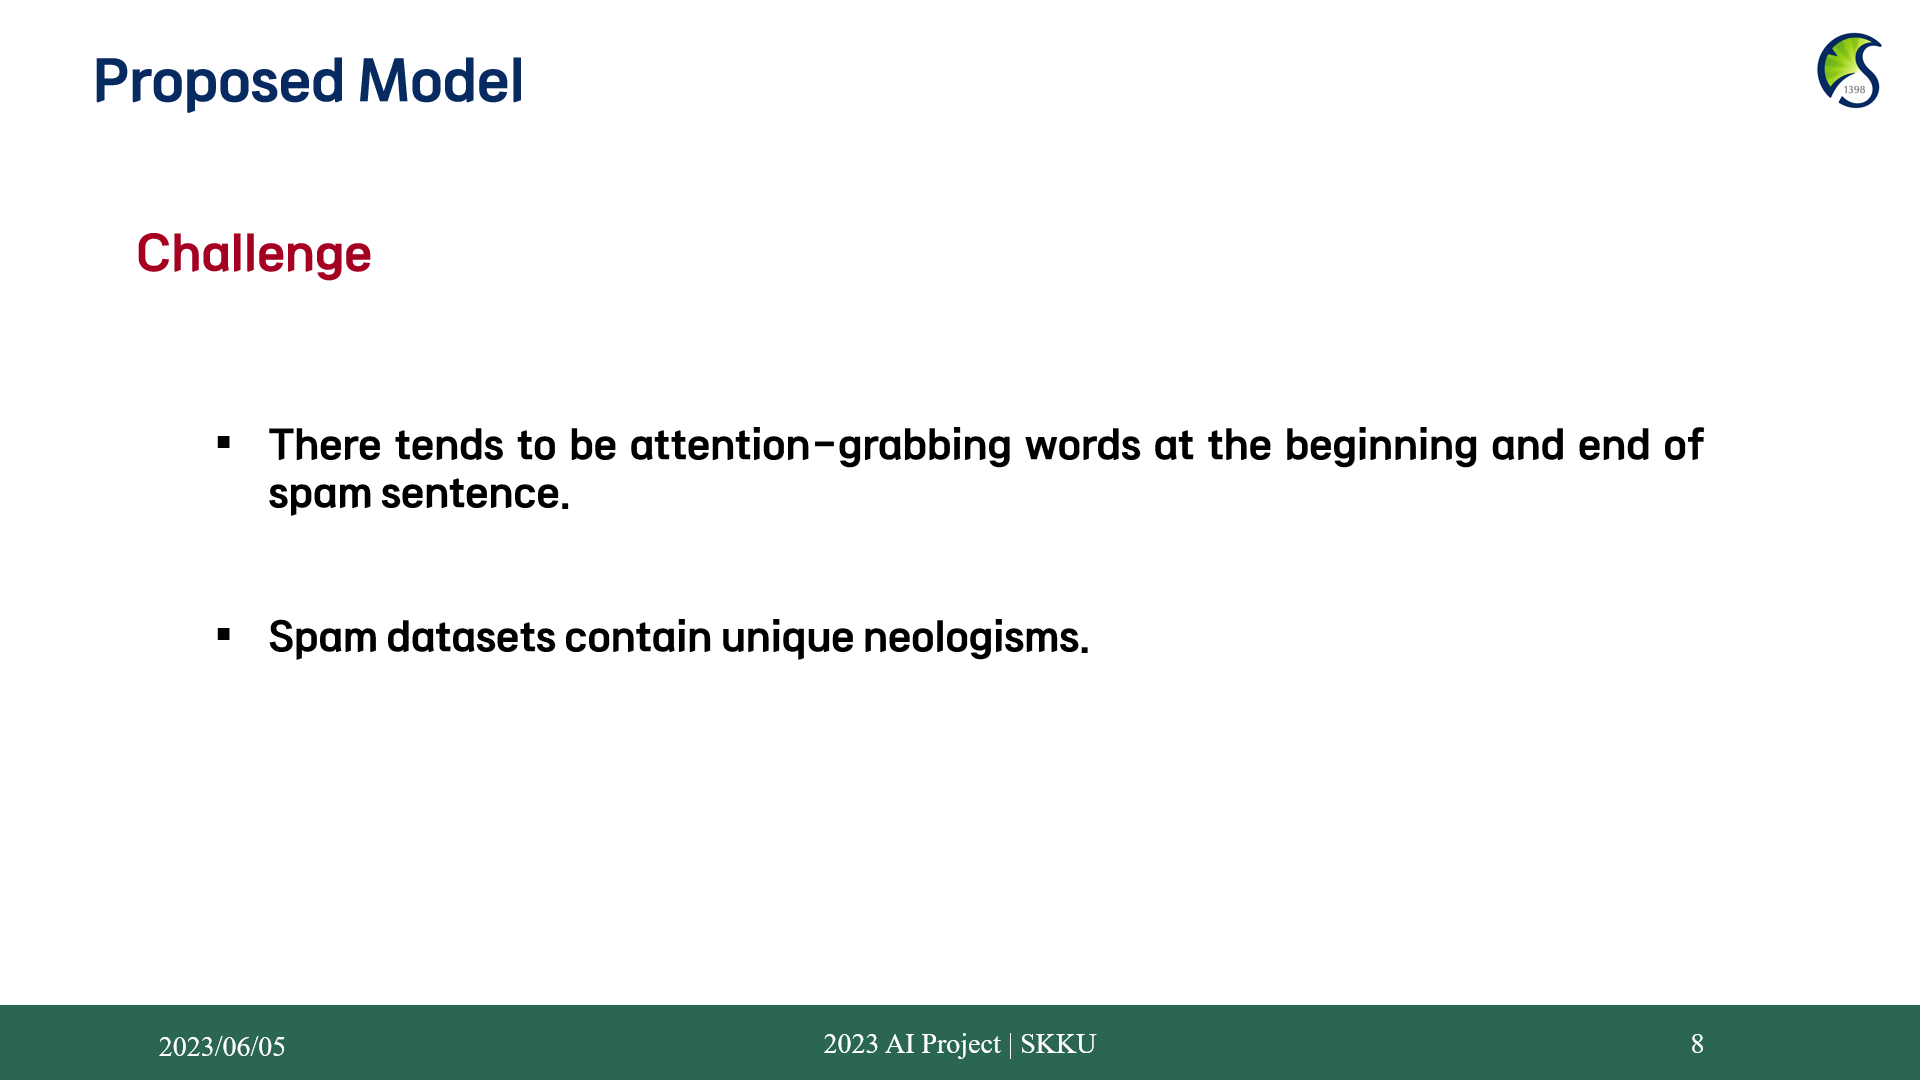 Proposed Model
1398
Challenge
▪ There tends to be attention-grabbing words at the beginning and end of
spam sentence.
▪ Spam datasets contain unique neologisms.
2023/06/05
2023 AI Project | SKKU
8